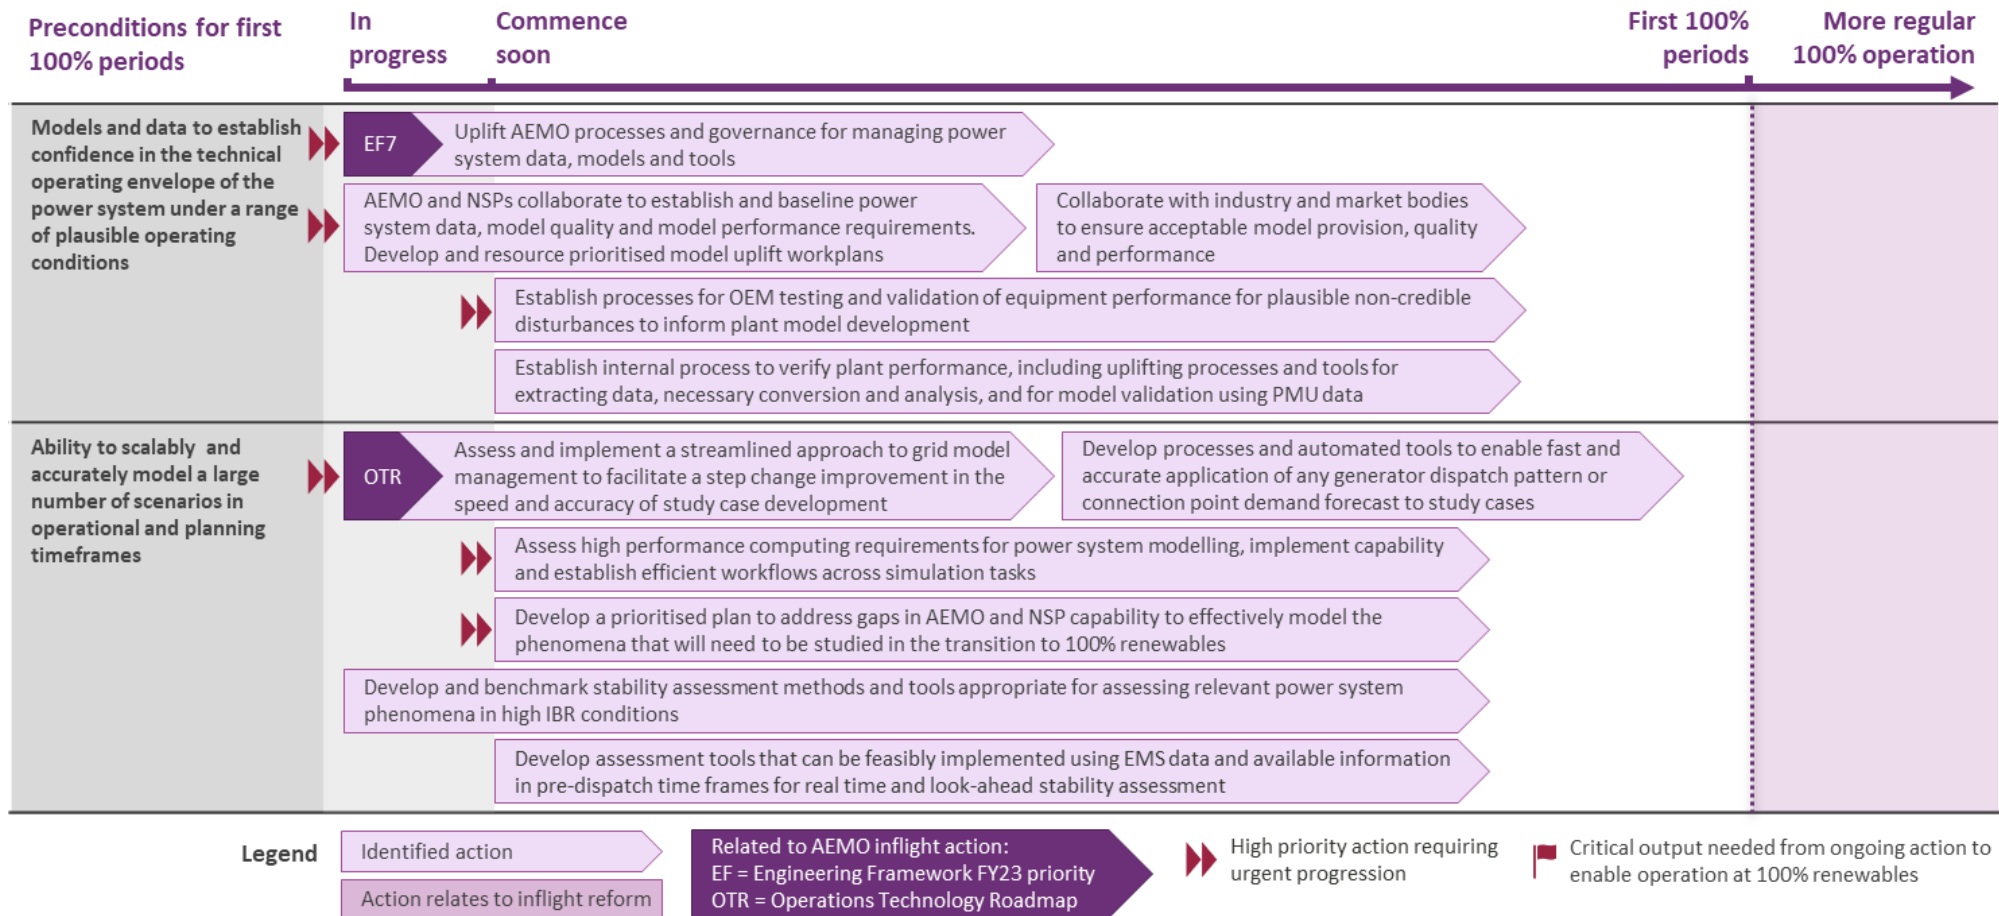 Preconditions for first
100% periods
In
progress
Commence
soon
First 100%
periods
More regular
100% operation
Models and data to establish
confidence in the technical
operating envelope of the
power system under a range
of plausible operating
conditions
EF7
Uplift AEMO processes and governance for managing power
system data, models and tools
AEMO and NSPs collaborate to establish and baseline power
system data, model quality and model performance requirements.
Develop and resource prioritised model uplift workplans
Collaborate with industry and market bodies
to ensure acceptable model provision, quality
and performance
Establish processes for OEM testing and validation of equipment performance for plausible non-credible
disturbances to inform plant model development
Establish internal process to verify plant performance, including uplifting processes and tools for
extracting data, necessary conversion and analysis, and for model validation using PMU data
Ability to scalably and
accurately model a large
number of scenarios in
operational and planning
timeframes
OTR
Assess and implement a streamlined approach to grid model
management to facilitate a step change improvement in the
speed and accuracy of study case development
Develop processes and automated tools to enable fast and
accurate application of any generator dispatch pattern or
connection point demand forecast to study cases
Assess high performance computing requirements for power system modelling, implement capability
and establish efficient workflows across simulation tasks
Develop a prioritised plan to address gaps in AEMO and NSP capability to effectively model the
phenomena that will need to be studied in the transition to 100% renewables
Develop and benchmark stability assessment methods and tools appropriate for assessing relevant power system
phenomena in high IBR conditions
Develop assessment tools that can be feasibly implemented using EMS data and available information
in pre-dispatch time frames for real time and look-ahead stability assessment
Legend
Identified action
Action relates to inflight reform
Related to AEMO inflight action:
EF = Engineering Framework FY23 priority
OTR = Operations Technology Roadmap
High priority action requiring
urgent progression
Critical output needed from ongoing action to
enable operation at 100% renewables